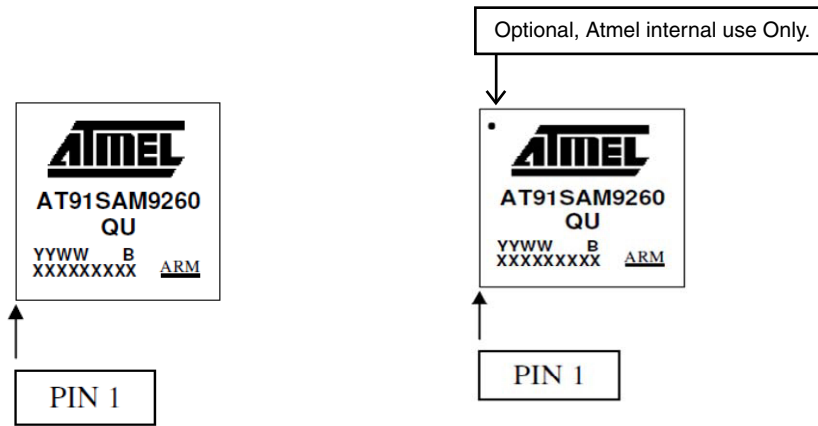 Optional, Atmel internal use Only.
ATMEL
AT91SAM9260
QU
YYWW B
XXXXXXXXX ARM
PIN 1
ATMEL
AT91SAM9260
QU
YYWW B
XXXXXXXXX ARM
PIN 1